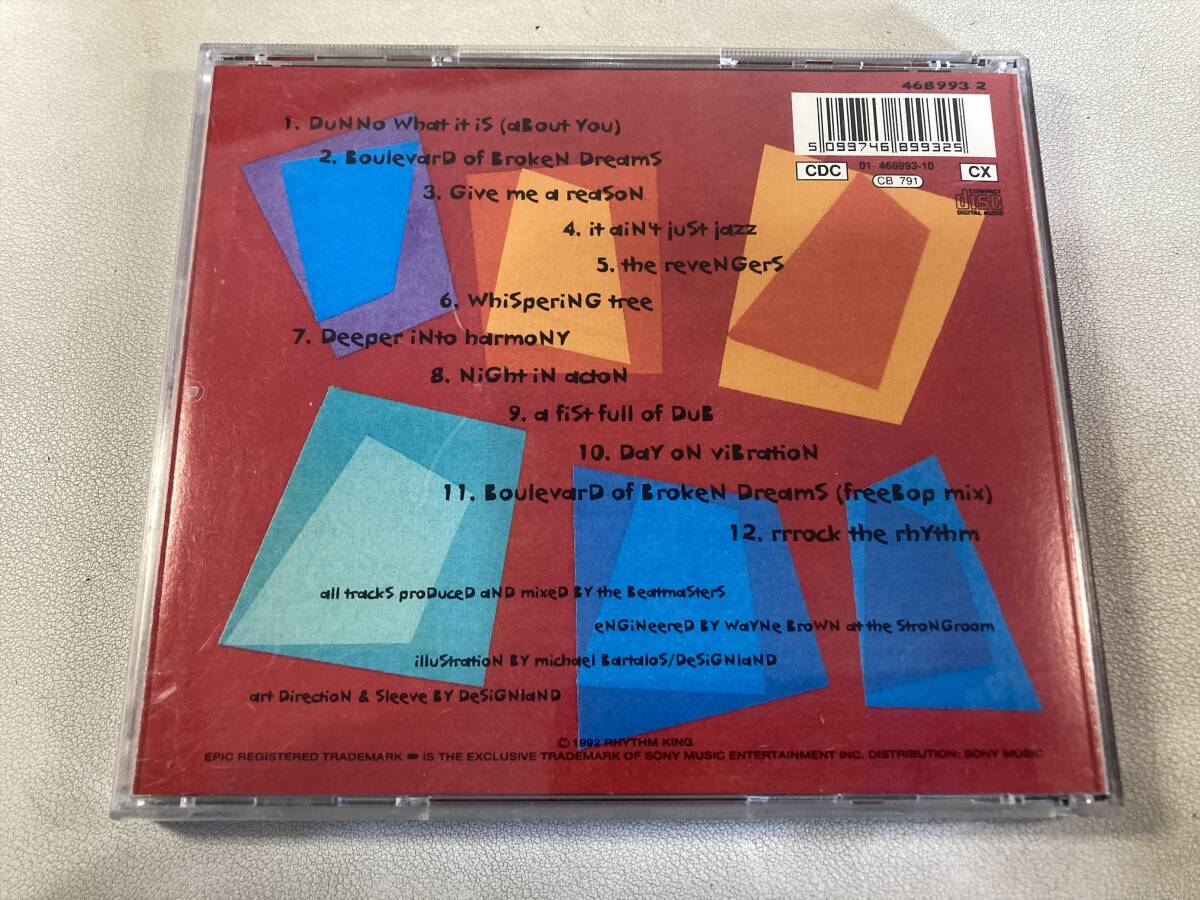 468993 2
5 099746 899325
CDC 01- 468993-10 CX
CB 791
COMPACT
disc
DIGITAL AUDIO
1. DuNNo What it iS (aBout You)
2. BoulevarD of BrokeN DreamS
3. Give me a reaSoN
4. it aiN't juSt jazz
5. the reveNGerS
6. WhiSperiNG tree
7. Deeper iNto harmoNY
8. NiGht iN actoN
9. a fiSt full of DuB
10. DaY oN viBratioN
11. BoulevarD of BrokeN DreamS (freeBop mix)
12. rrrock the rhYthm
all trackS proDuceD aND mixeD BY the BeatmaSterS
eNGiNeereD BY WaYNe BroWN at the StroNGroom
illuStratioN BY michael BartaloS/DeSiGNlaND
art DirectioN & Sleeve BY DeSiGNlaND
© 1992 RHYTHM KING
EPIC REGISTERED TRADEMARK IS THE EXCLUSIVE TRADEMARK OF SONY MUSIC ENTERTAINMENT INC. DISTRIBUTION: SONY MUSIC